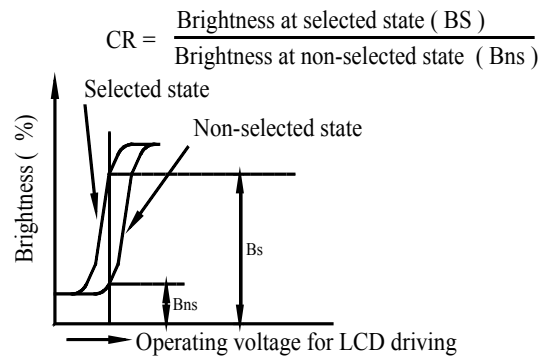 CR = Brightness at selected state ( BS )
Brightness at non-selected state ( Bns )
Selected state
Non-selected state
Brightness ( %)
Bs
Bns
Operating voltage for LCD driving